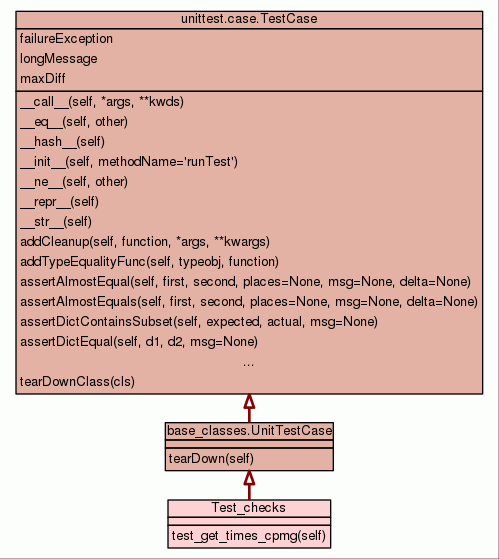 unittest.case.TestCase
failureException
longMessage
maxDiff
__call__(self, *args, **kwds)
__eq__(self, other)
__hash__(self)
__init__(self, methodName='runTest')
__ne__(self, other)
__repr__(self)
__str__(self)
addCleanup(self, function, *args, **kwargs)
addTypeEqualityFunc(self, typeobj, function)
assertAlmostEqual(self, first, second, places=None, msg=None, delta=None)
assertAlmostEquals(self, first, second, places=None, msg=None, delta=None)
assertDictContainsSubset(self, expected, actual, msg=None)
assertDictEqual(self, d1, d2, msg=None)
...
tearDownClass(cls)
base_classes.UnitTestCase
tearDown(self)
Test_checks
test_get_times_cpmg(self)